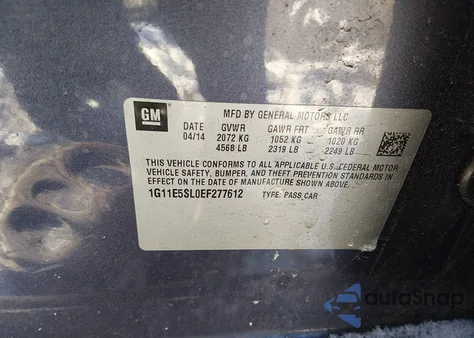 GM
MFD BY GENERAL MOTORS LLC
DATE GVWR GAWR FRT GAWR RR
04/14 2072 KG 1052 KG 1020 KG
4568 LB 2319 LB 2249 LB
THIS VEHICLE CONFORMS TO ALL APPLICABLE U.S. FEDERAL MOTOR
VEHICLE SAFETY, BUMPER, AND THEFT PREVENTION STANDARDS
IN EFFECT ON THE DATE OF MANUFACTURE SHOWN ABOVE.
1G11E5SL0EF277612 TYPE: PASS CAR
autoSnap